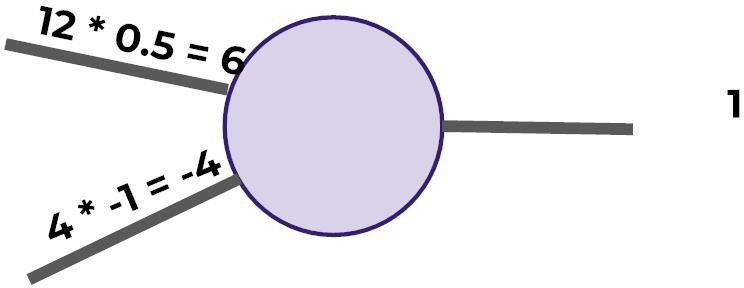 12 * 0.5 = 6
4 * -1 = -4
1